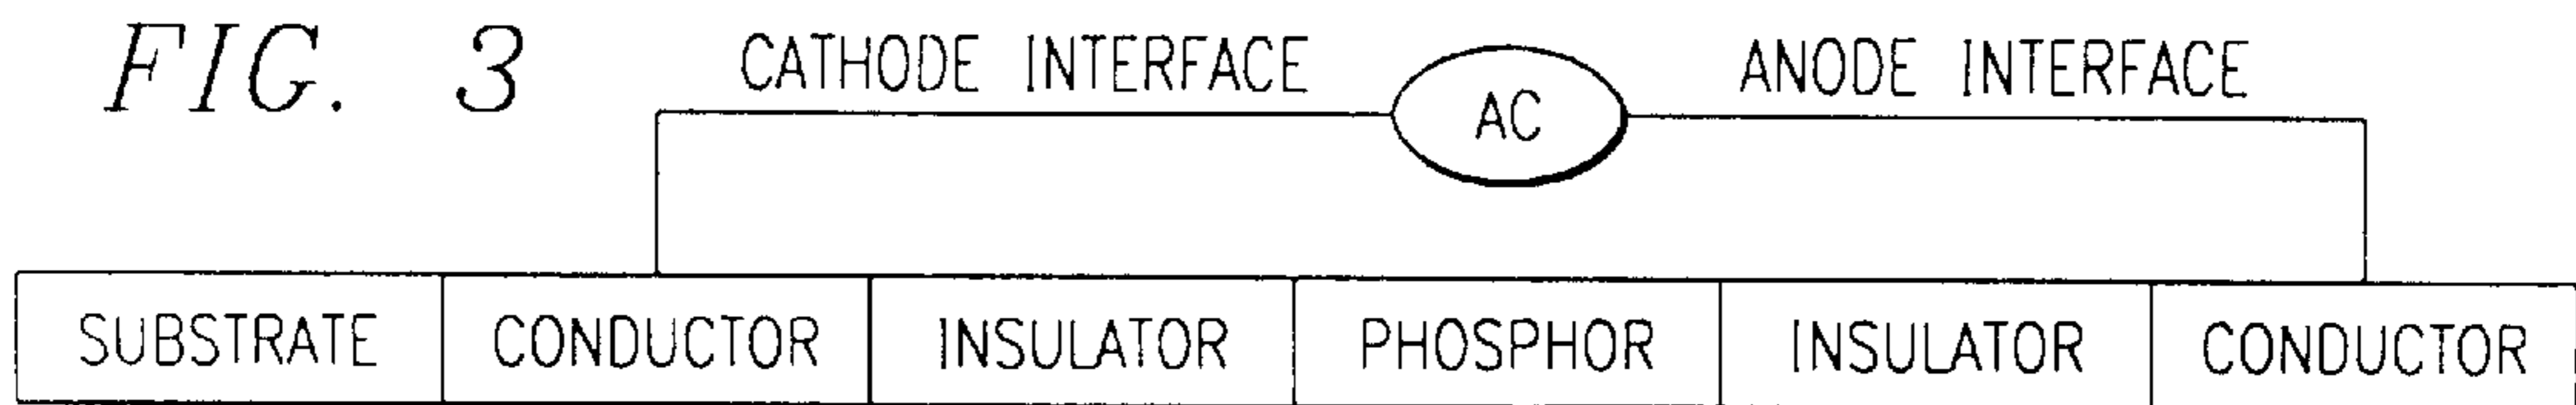 FIG. 3
CATHODE INTERFACE
AC
ANODE INTERFACE
SUBSTRATE CONDUCTOR INSULATOR PHOSPHOR INSULATOR CONDUCTOR